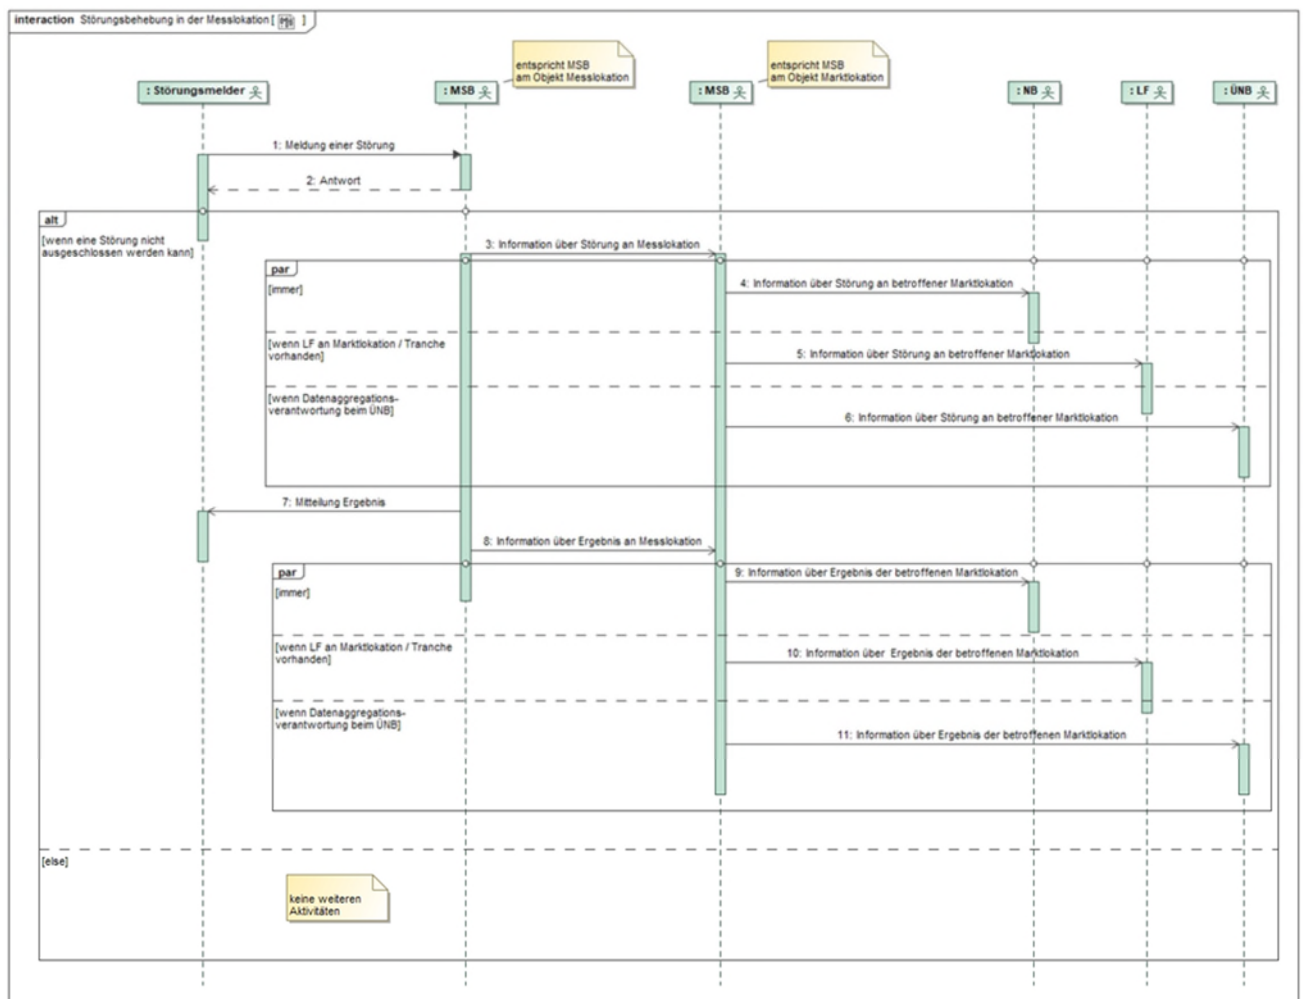 interaction Störungsbehebung in der Messlokation [ ]
entspricht MSB
am Objekt Messlokation
entspricht MSB
am Objekt Marktlokation
: Störungsmelder
: MSB
: MSB
: NB
: LF
: ÜNB
1: Meldung einer Störung
2: Antwort
alt
[wenn eine Störung nicht
ausgeschlossen werden kann]
3: Information über Störung an Messlokation
par
[immer]
4: Information über Störung an betroffener Marktlokation
[wenn LF an Marktlokation / Tranche
vorhanden]
5: Information über Störung an betroffener Marktlokation
[wenn Datenaggregations-
verantwortung beim ÜNB]
6: Information über Störung an betroffener Marktlokation
7: Mitteilung Ergebnis
8: Information über Ergebnis an Messlokation
par
[immer]
9: Information über Ergebnis der betroffenen Marktlokation
[wenn LF an Marktlokation / Tranche
vorhanden]
10: Information über Ergebnis der betroffenen Marktlokation
[wenn Datenaggregations-
verantwortung beim ÜNB]
11: Information über Ergebnis der betroffenen Marktlokation
[else]
keine weiteren
Aktivitäten